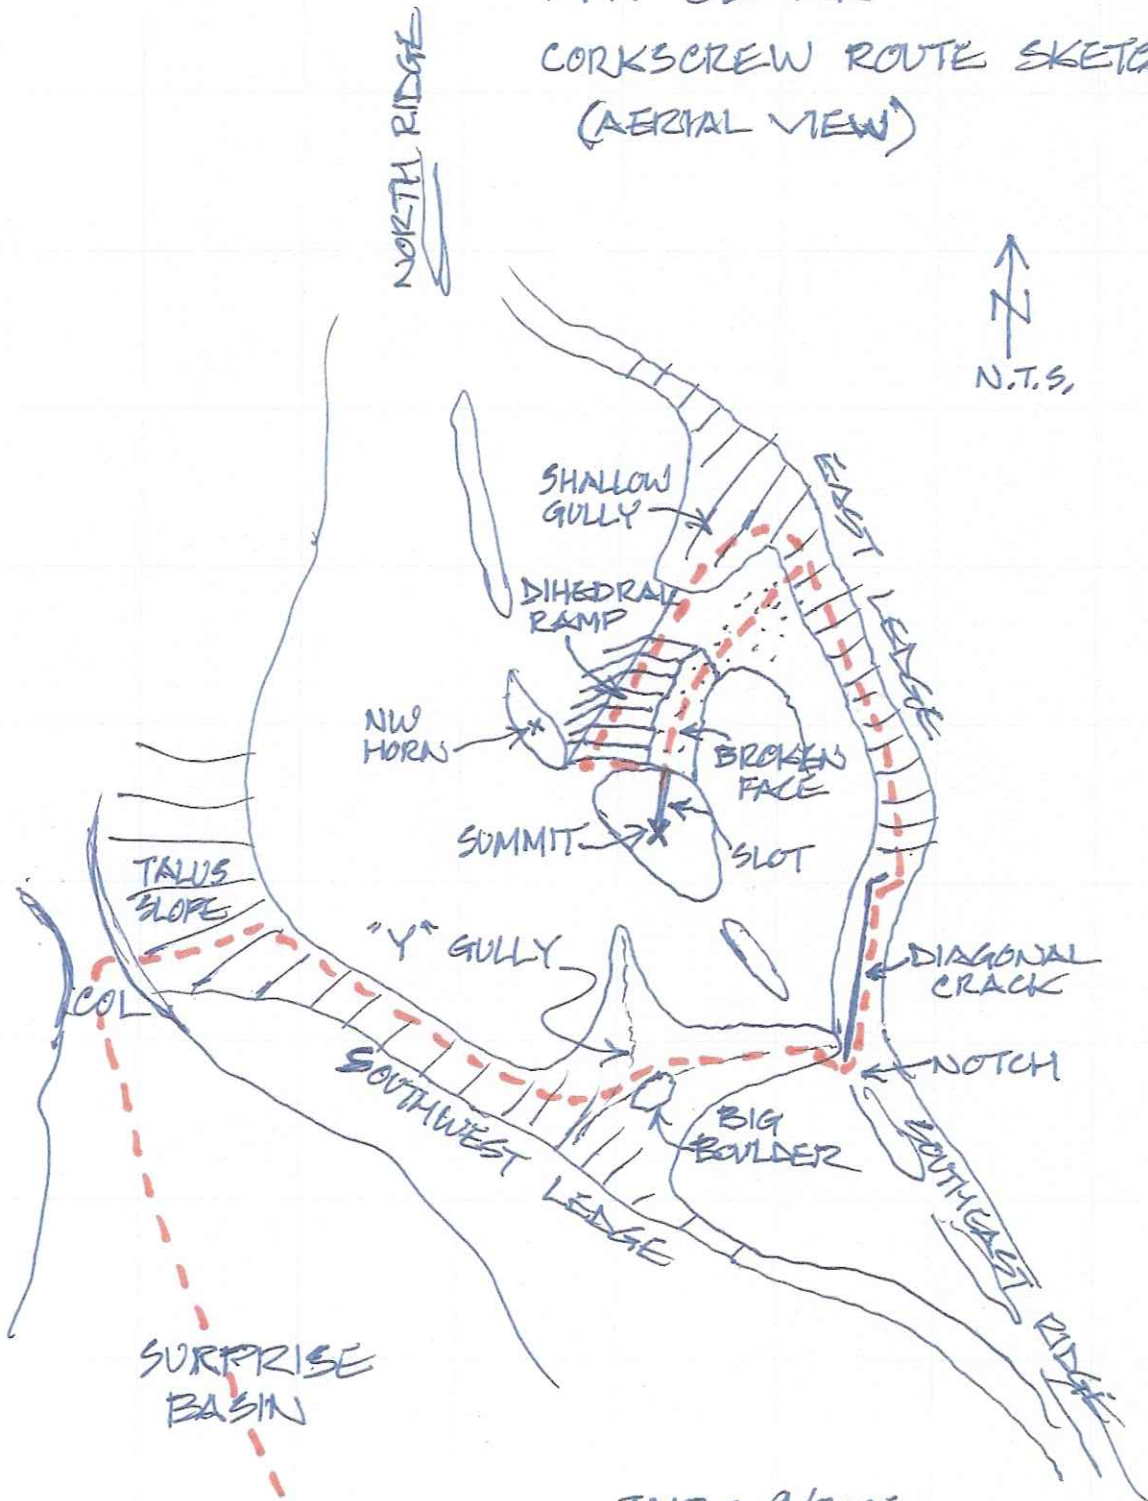 CORKSCREW ROUTE
(AERIAL VIEW)
NORTH RIDGE
N
N.T.S.
SHALLOW
GULLY
EAST LEDGE
DIHEDRAL
RAMP
NW
HORN
BROKEN
FACE
SUMMIT
SLOT
TALUS
SLOPE
"Y" GULLY
DIAGONAL
CRACK
COL
NOTCH
SOUTHWEST LEDGE
BIG
BOULDER
SOUTHEAST RIDGE
SURPRISE
BASIN